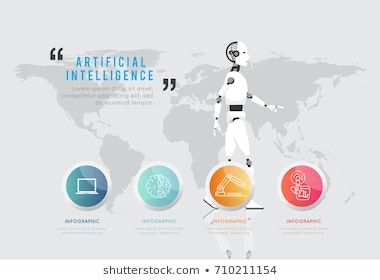 “
ARTIFICIAL
INTELLIGENCE
”
Lorem ipsum dolor sit amet,
consectetur adipiscing elit, sed
do eiusmod tempor.
INFOGRAPHIC
INFOGRAPHIC
INFOGRAPHIC
INFOGRAPHIC
shutterstock.com • 710211154